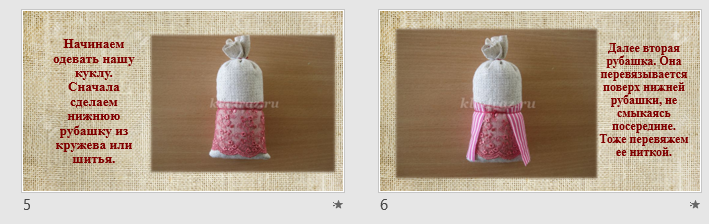 Начинаем
одевать нашу
куклу.
Сначала
сделаем
нижнюю
рубашку из
кружева или
шитья.
5
Далее вторая
рубашка. Она
перевязывается
поверх нижней
рубашки, не
смыкаясь
посередине.
Тоже перевяжем
ее ниткой.
6